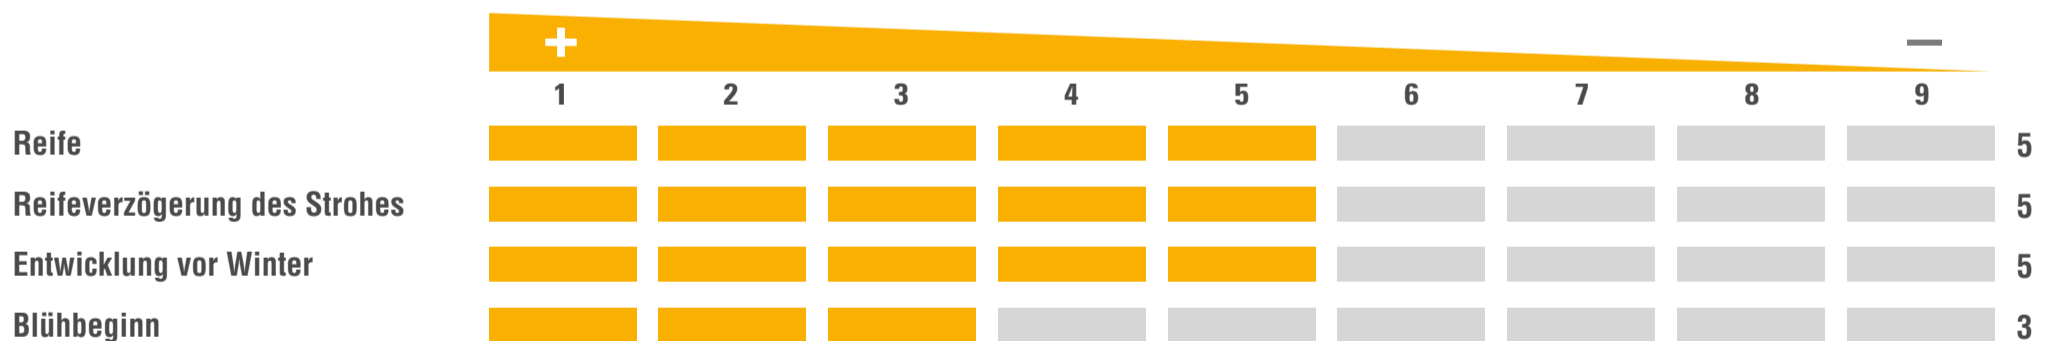 + –
1 2 3 4 5 6 7 8 9
Reife 5
Reifeverzögerung des Strohes 5
Entwicklung vor Winter 5
Blühbeginn 3